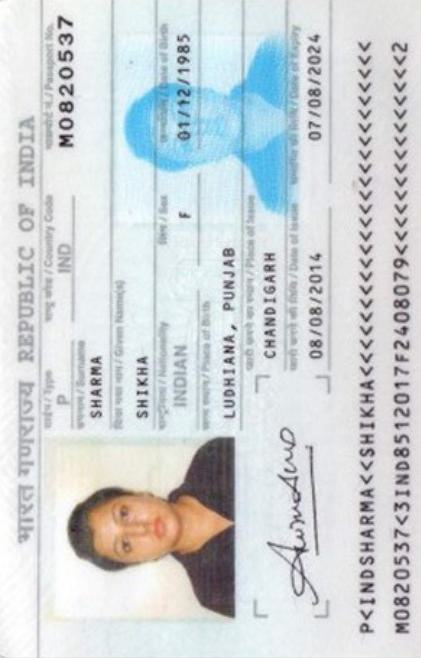 भारत गणराज्य REPUBLIC OF INDIA
टाईप / Type
राष्ट्र कोड / Country Code
पासपोर्ट नं. / Passport No.
P
IND
M0820537
उपनाम / Surname
SHARMA
दिया गया नाम / Given Name(s)
SHIKHA
राष्ट्रीयता / Nationality
लिंग / Sex
जन्मतिथि / Date of Birth
INDIAN
F
01/12/1985
जन्म स्थान / Place of Birth
LUDHIANA, PUNJAB
जारी करने का स्थान / Place of Issue
CHANDIGARH
जारी करने की तिथि / Date of Issue
समाप्ति की तिथि / Date of Expiry
08/08/2014
07/08/2024
P<INDSHARMA<<SHIKHA<<<<<<<<<<<<<<<<<<<<<<<<<
M0820537<3IND8512017F2408079<<<<<<<<<<<<<<<2